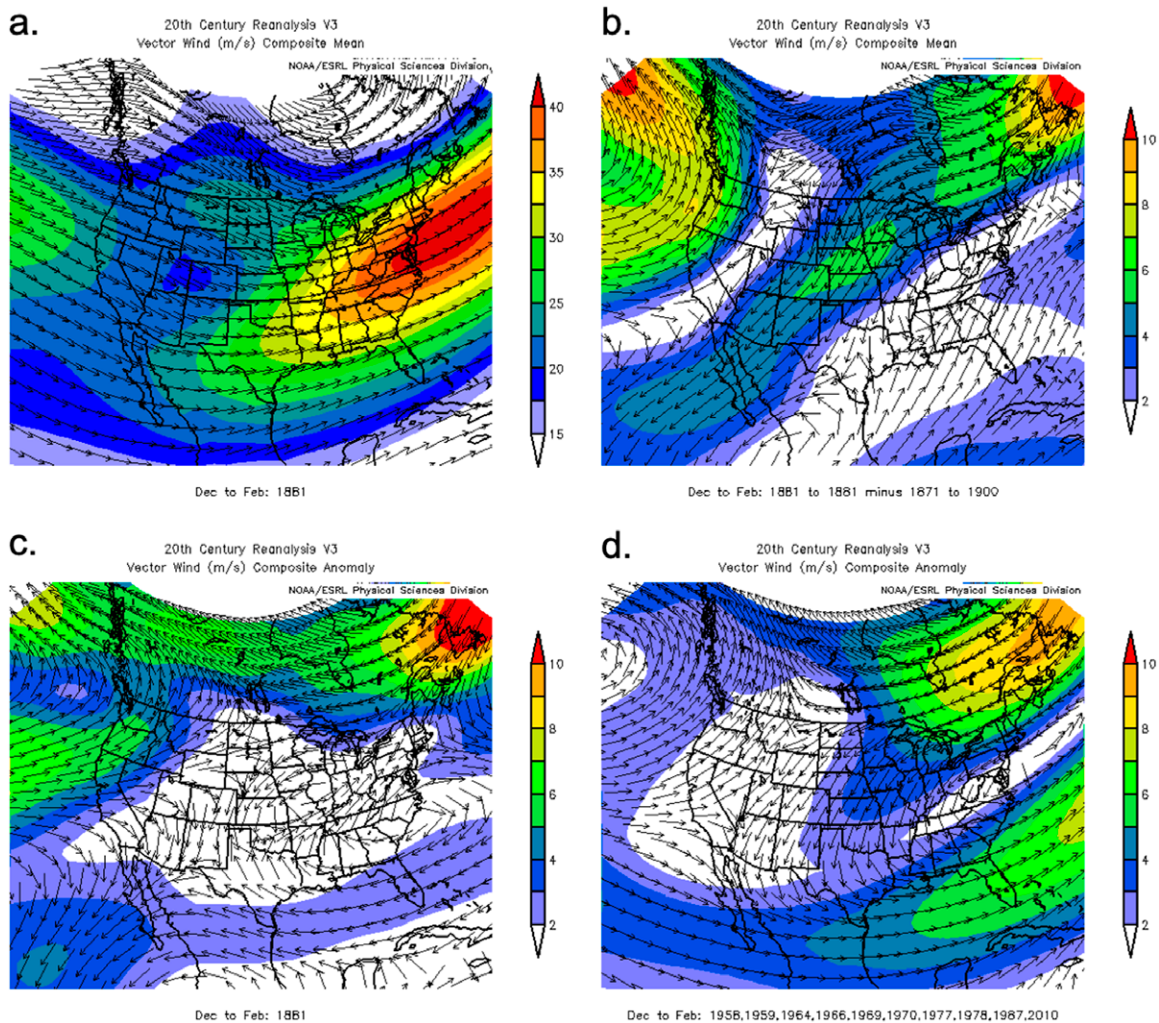 a.
20th Century Reanalysis V3
Vector Wind (m/s) Composite Mean
NOAA/ESRL Physical Sciences Division
40
35
30
25
20
15
Dec to Feb: 1881
b.
20th Century Reanalysis V3
Vector Wind (m/s) Composite Mean
NOAA/ESRL Physical Sciences Division
10
8
6
4
2
Dec to Feb: 1881 to 1881 minus 1871 to 1900
c.
20th Century Reanalysis V3
Vector Wind (m/s) Composite Anomaly
NOAA/ESRL Physical Sciences Division
10
8
6
4
2
Dec to Feb: 1881
d.
20th Century Reanalysis V3
Vector Wind (m/s) Composite Anomaly
NOAA/ESRL Physical Sciences Division
10
8
6
4
2
Dec to Feb: 1958,1959,1964,1966,1969,1970,1977,1978,1987,2010